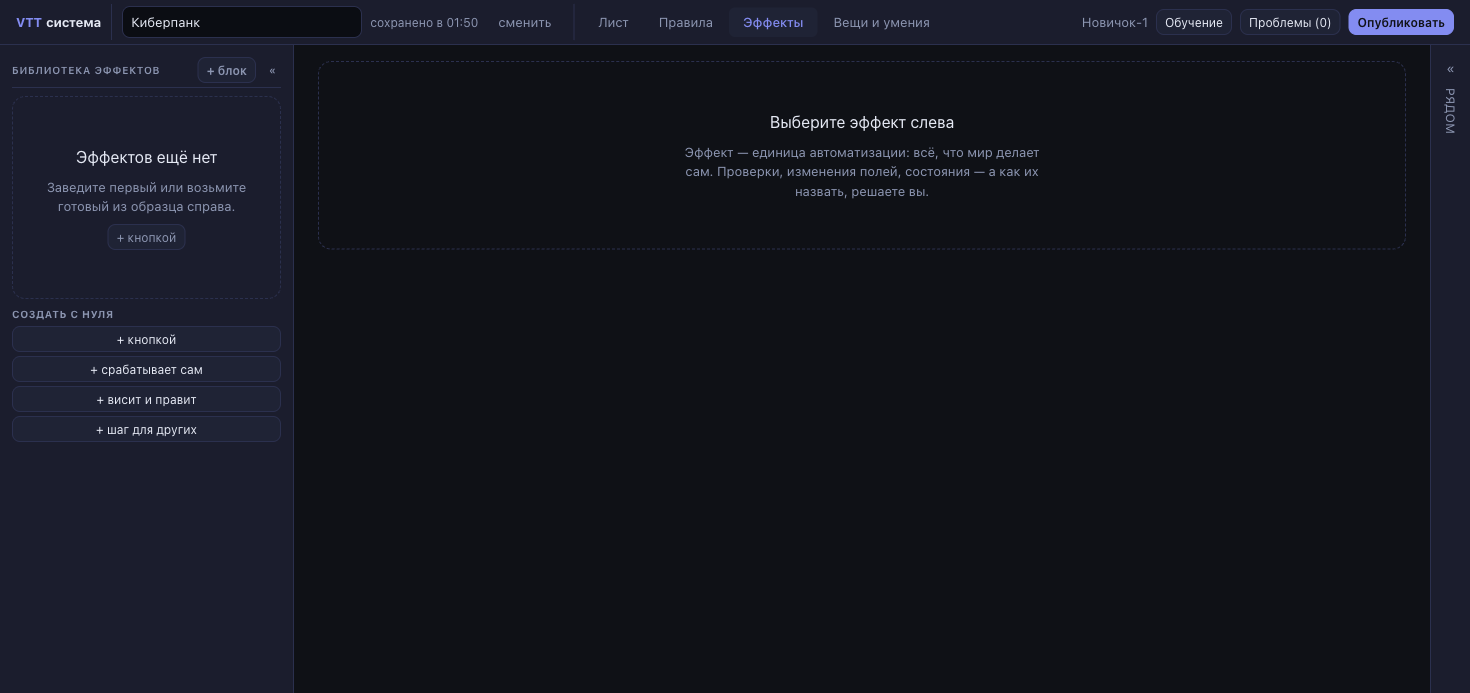 VTT система
Киберпанк
сохранено в 01:50
сменить
Лист
Правила
Эффекты
Вещи и умения
Новичок-1
Обучение
Проблемы (0)
Опубликовать
БИБЛИОТЕКА ЭФФЕКТОВ
+ блок
«
Эффектов ещё нет
Заведите первый или возьмите
готовый из образца справа.
+ кнопкой
СОЗДАТЬ С НУЛЯ
+ кнопкой
+ срабатывает сам
+ висит и правит
+ шаг для других
Выберите эффект слева
Эффект — единица автоматизации: всё, что мир делает
сам. Проверки, изменения полей, состояния — а как их
назвать, решаете вы.
«
РЯДОМ